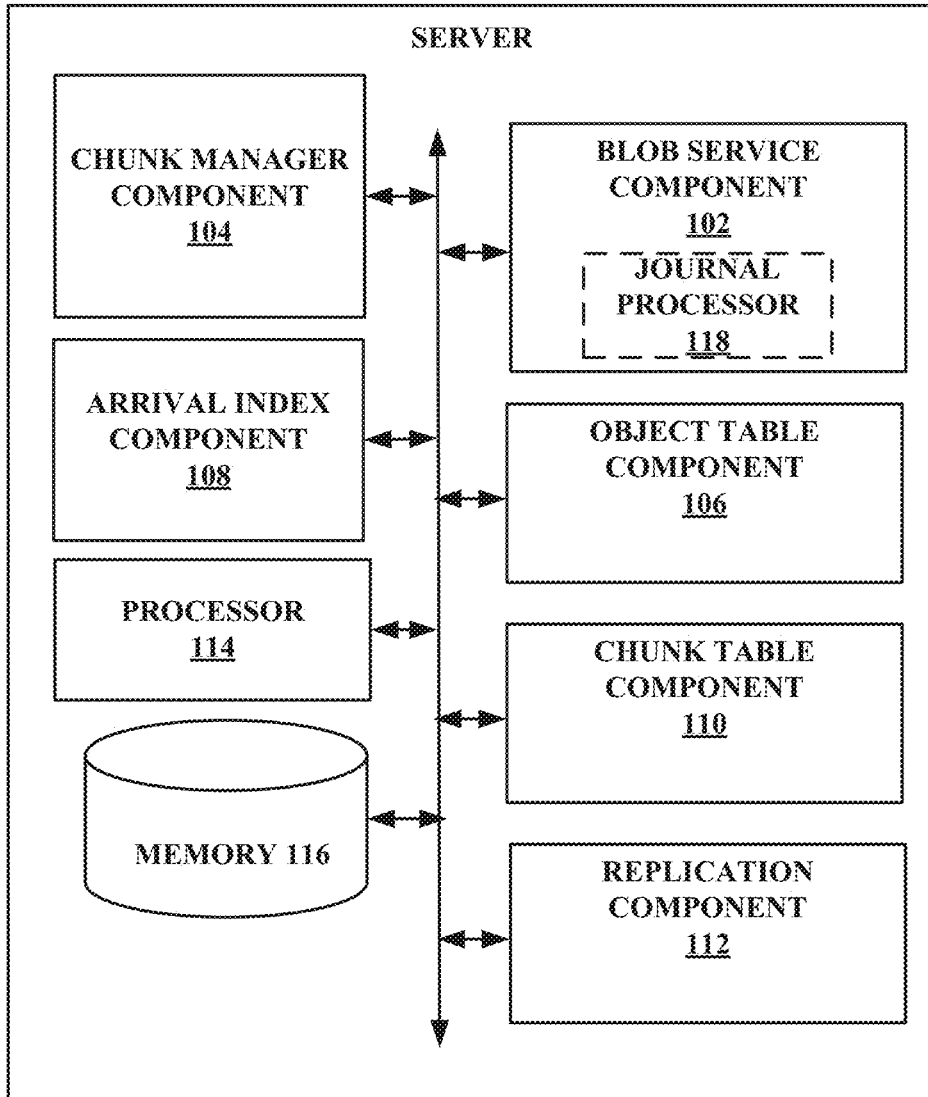 SERVER
CHUNK MANAGER
COMPONENT
104
ARRIVAL INDEX
COMPONENT
108
PROCESSOR
114
MEMORY 116
BLOB SERVICE
COMPONENT
102
JOURNAL
PROCESSOR
118
OBJECT TABLE
COMPONENT
106
CHUNK TABLE
COMPONENT
110
REPLICATION
COMPONENT
112